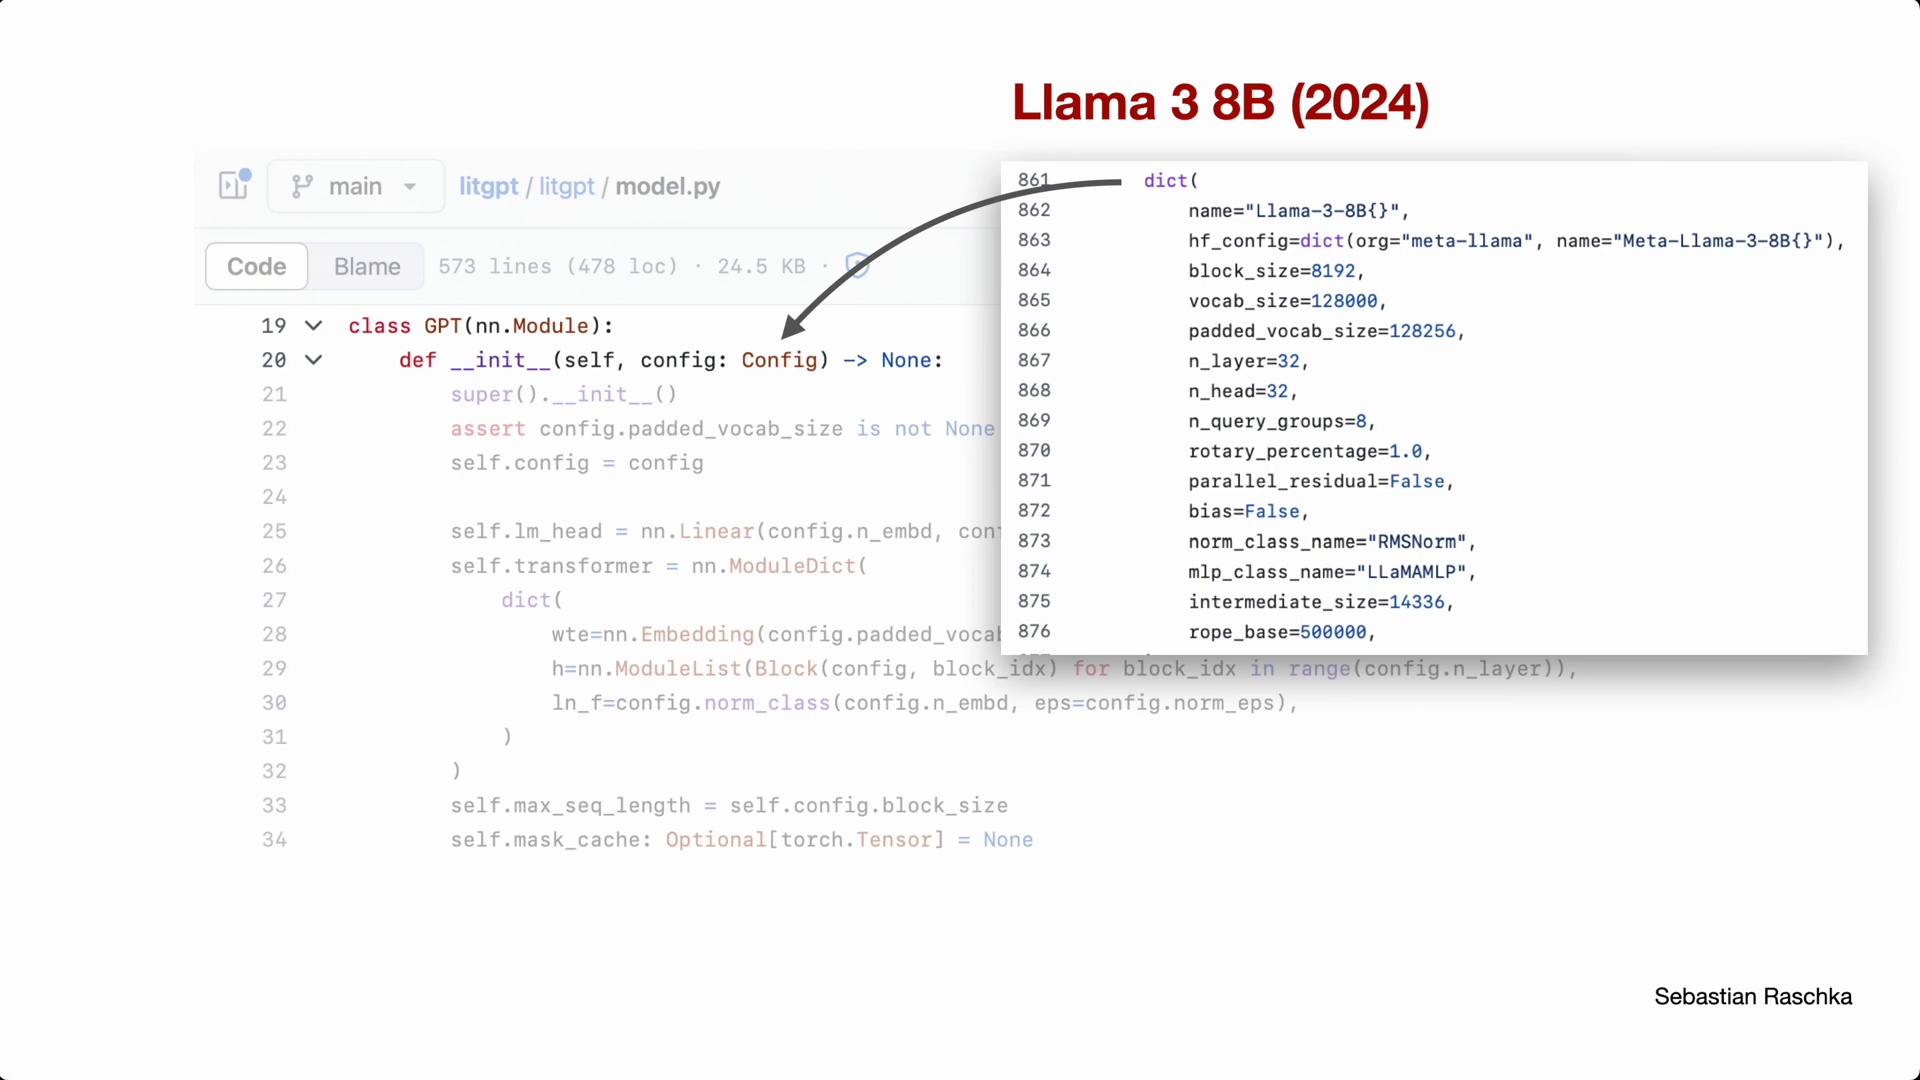 Llama 3 8B (2024)
main litgpt / litgpt / model.py
Code Blame 573 lines (478 loc) · 24.5 KB ·
19 class GPT(nn.Module):
20 def __init__(self, config: Config) -> None:
21 super().__init__()
22 assert config.padded_vocab_size is not None
23 self.config = config
24
25 self.lm_head = nn.Linear(config.n_embd, con
26 self.transformer = nn.ModuleDict(
27 dict(
28 wte=nn.Embedding(config.padded_voca
29 h=nn.ModuleList(Block(config, block_idx) for block_idx in range(config.n_layer)),
30 ln_f=config.norm_class(config.n_embd, eps=config.norm_eps),
31 )
32 )
33 self.max_seq_length = self.config.block_size
34 self.mask_cache: Optional[torch.Tensor] = None
861 dict(
862 name="Llama-3-8B{}",
863 hf_config=dict(org="meta-llama", name="Meta-Llama-3-8B{}"),
864 block_size=8192,
865 vocab_size=128000,
866 padded_vocab_size=128256,
867 n_layer=32,
868 n_head=32,
869 n_query_groups=8,
870 rotary_percentage=1.0,
871 parallel_residual=False,
872 bias=False,
873 norm_class_name="RMSNorm",
874 mlp_class_name="LLaMAMLP",
875 intermediate_size=14336,
876 rope_base=500000,
Sebastian Raschka